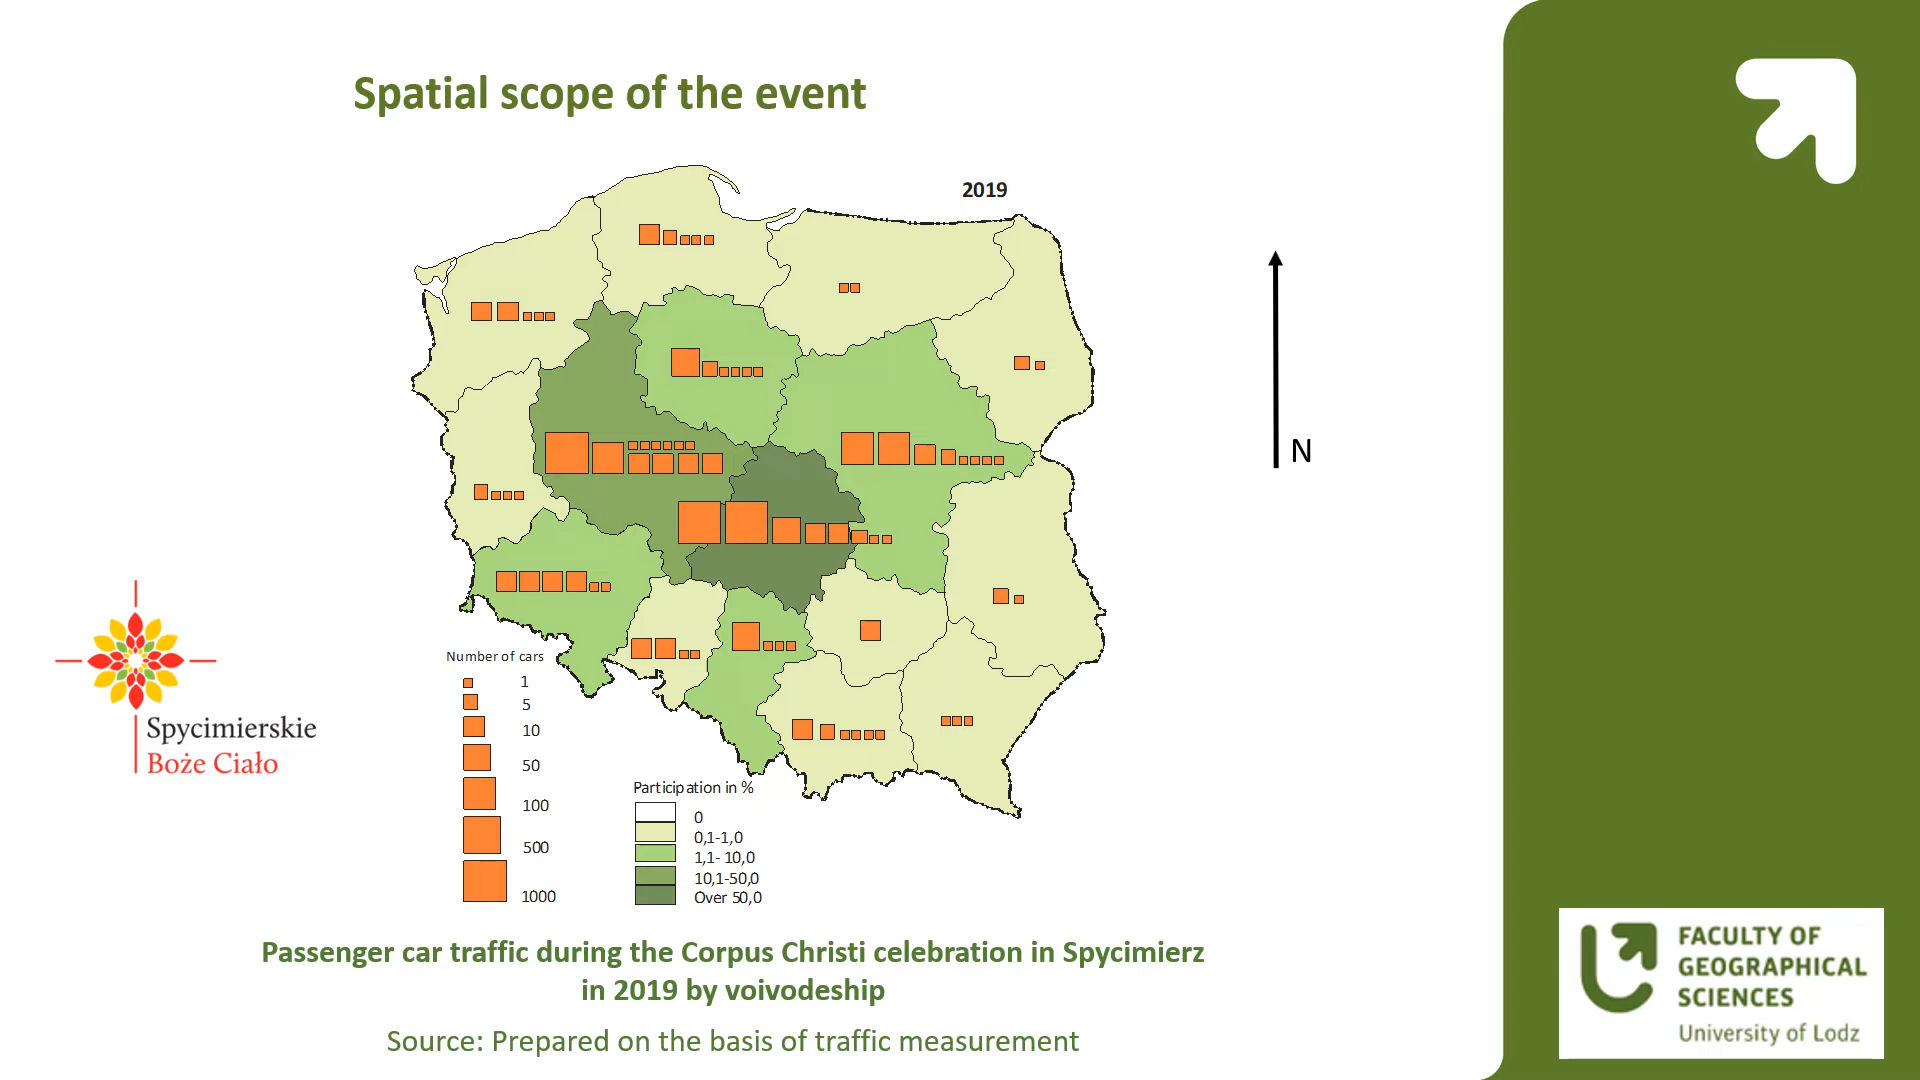 Spatial scope of the event
2019
N
Spycimierskie
Boże Ciało
Number of cars
1
5
10
50
100
500
1000
Participation in %
0
0,1-1,0
1,1- 10,0
10,1-50,0
Over 50,0
Passenger car traffic during the Corpus Christi celebration in Spycimierz
in 2019 by voivodeship
Source: Prepared on the basis of traffic measurement
FACULTY OF
GEOGRAPHICAL
SCIENCES
University of Lodz